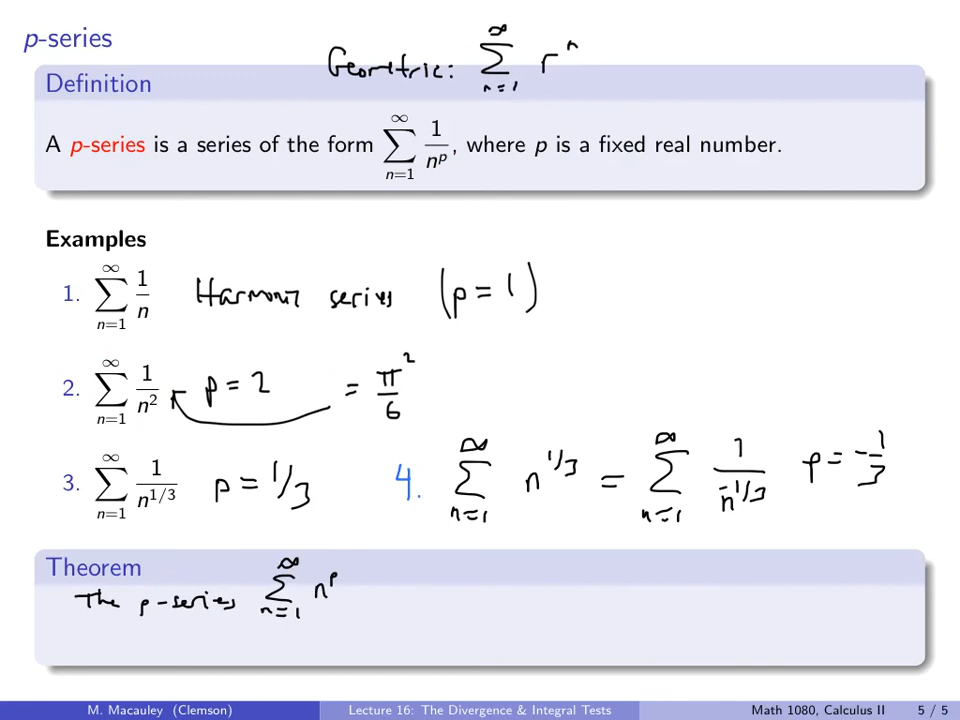 p-series
Geometric: ∞∑n=1 r^n
Definition
A p-series is a series of the form ∞∑n=1 1/n^p, where p is a fixed real number.
Examples
1. ∞∑n=1 1/n Harmonic series (p = 1)
2. ∞∑n=1 1/n^2 p = 2 = π^2/6
3. ∞∑n=1 1/n^{1/3} p = 1/3 4. ∞∑n=1 n^{1/3} = ∞∑n=1 1/n^{-1/3} p = -1/3
Theorem
The p-series ∞∑n=1 n^p
M. Macauley (Clemson) Lecture 16: The Divergence & Integral Tests Math 1080, Calculus II 5 / 5